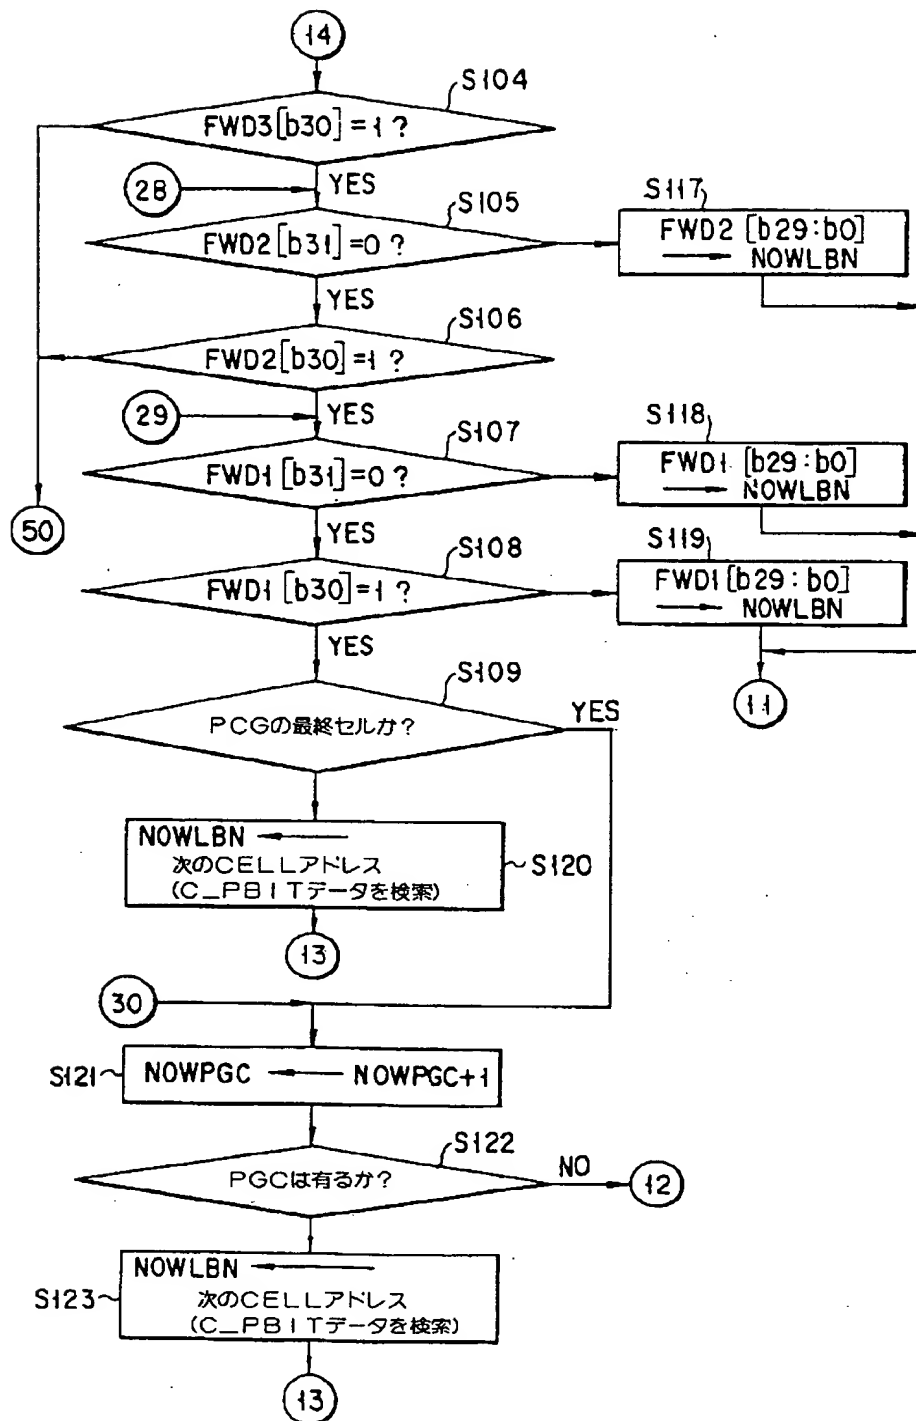 14
S104
FWD3[b30]=1?
YES
28
S105
FWD2[b31]=0?
S117
FWD2 [b29:b0]
NOWLBN
YES
S106
FWD2[b30]=1?
YES
29
S107
FWD1[b31]=0?
S118
FWD1 [b29:b0]
NOWLBN
50
YES
S108
FWD1[b30]=1?
S119
FWD1[b29:b0]
NOWLBN
YES
11
S109
PCGの最終セルか?
YES
NOWLBN
次のCELLアドレス
(C_PBITデータを検索)
S120
13
30
S121
NOWPGC NOWPGC+1
S122
PGCは有るか?
NO
12
NOWLBN
S123
次のCELLアドレス
(C_PBITデータを検索)
13